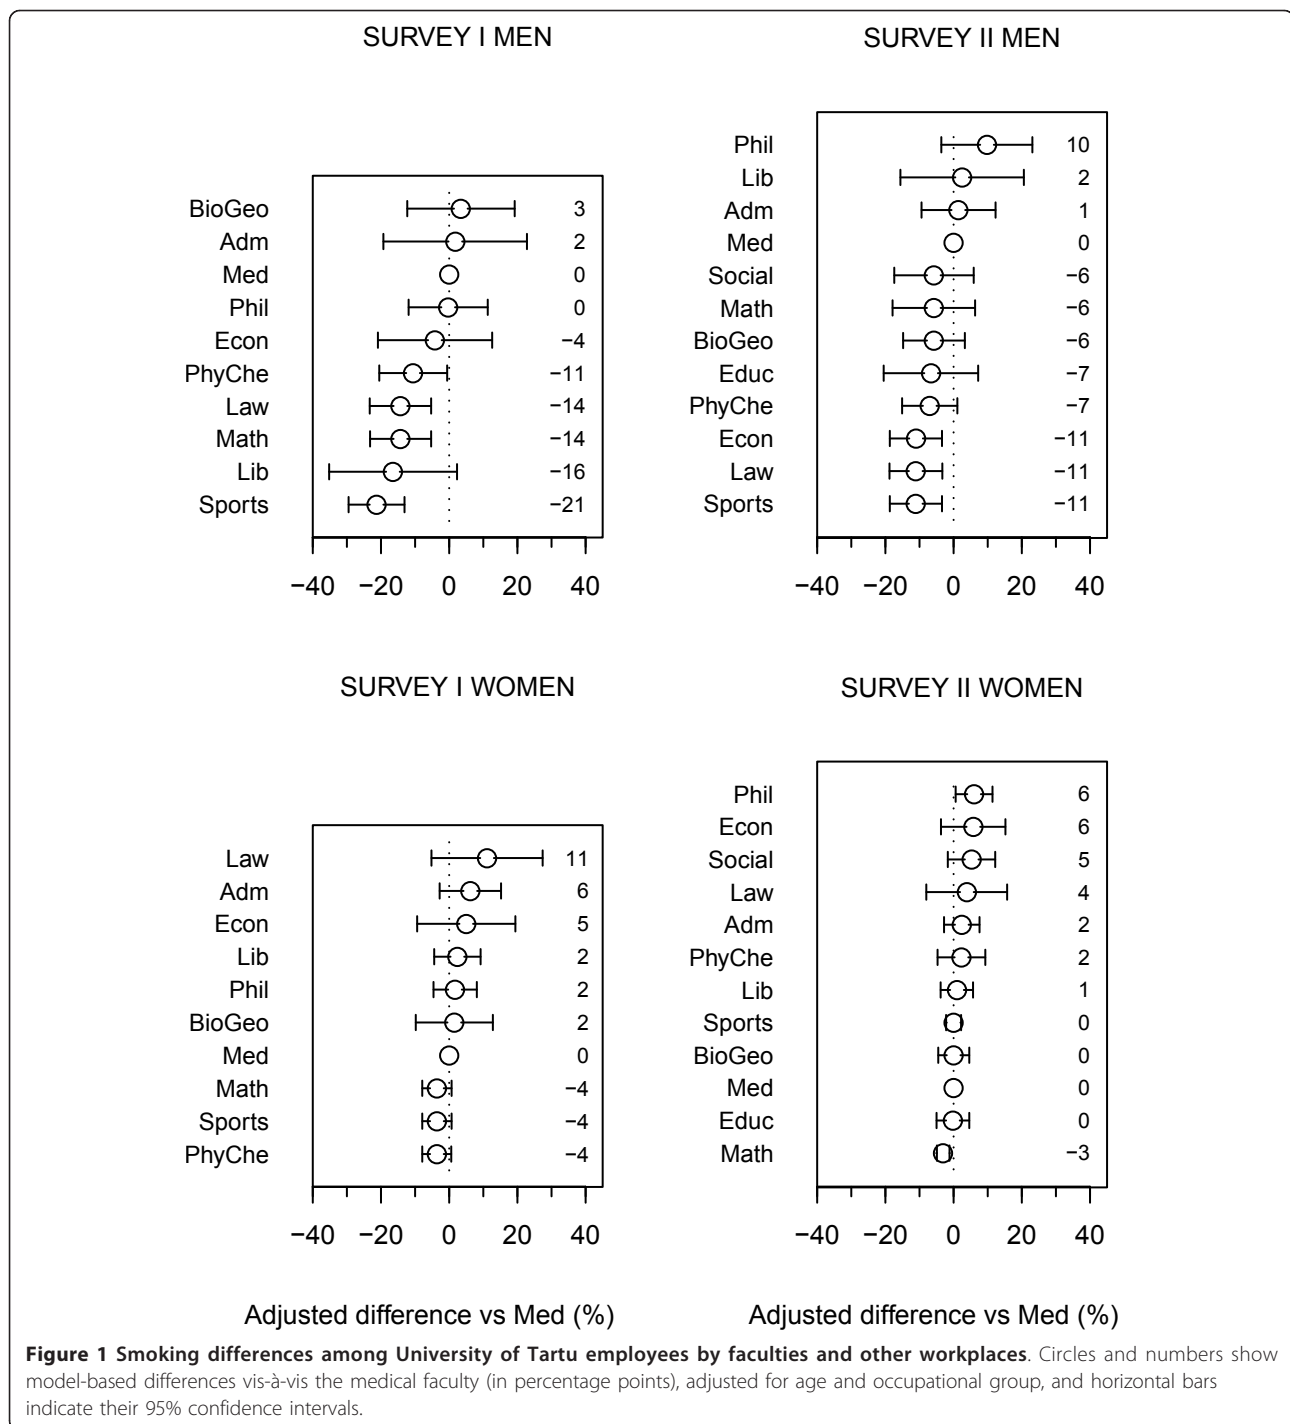 SURVEY I MEN
BioGeo 3
Adm 2
Med 0
Phil 0
Econ −4
PhyChe −11
Law −14
Math −14
Lib −16
Sports −21
−40 −20 0 20 40
SURVEY II MEN
Phil 10
Lib 2
Adm 1
Med 0
Social −6
Math −6
BioGeo −6
Educ −7
PhyChe −7
Econ −11
Law −11
Sports −11
−40 −20 0 20 40
SURVEY I WOMEN
Law 11
Adm 6
Econ 5
Lib 2
Phil 2
BioGeo 2
Med 0
Math −4
Sports −4
PhyChe −4
−40 −20 0 20 40
Adjusted difference vs Med (%)
SURVEY II WOMEN
Phil 6
Econ 6
Social 5
Law 4
Adm 2
PhyChe 2
Lib 1
Sports 0
BioGeo 0
Med 0
Educ 0
Math −3
−40 −20 0 20 40
Adjusted difference vs Med (%)
Figure 1 Smoking differences among University of Tartu employees by faculties and other workplaces. Circles and numbers show
model-based differences vis-à-vis the medical faculty (in percentage points), adjusted for age and occupational group, and horizontal bars
indicate their 95% confidence intervals.